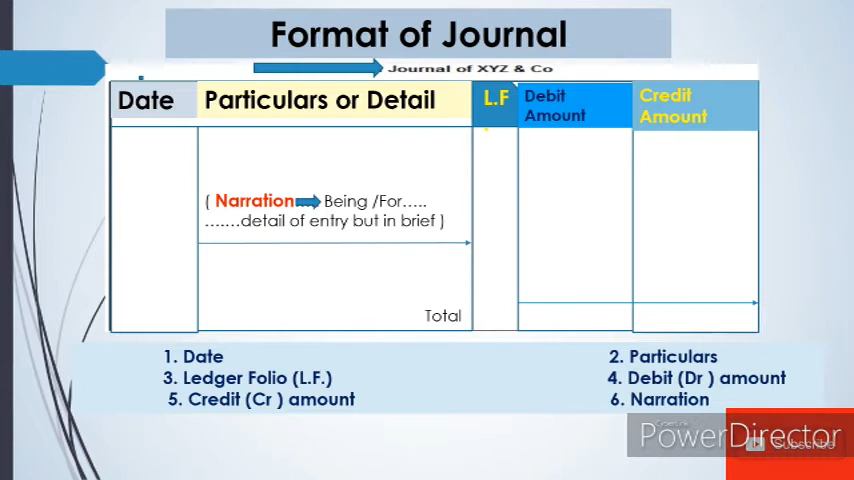 Format of Journal
Journal of XYZ & Co
Date Particulars or Detail L.F Debit Amount Credit Amount
( Narration Being /For.....
.......detail of entry but in brief )
Total
1. Date 2. Particulars
3. Ledger Folio (L.F.) 4. Debit (Dr ) amount
5. Credit (Cr ) amount 6. Narration
CyberLink
PowerDirector
Subscribe